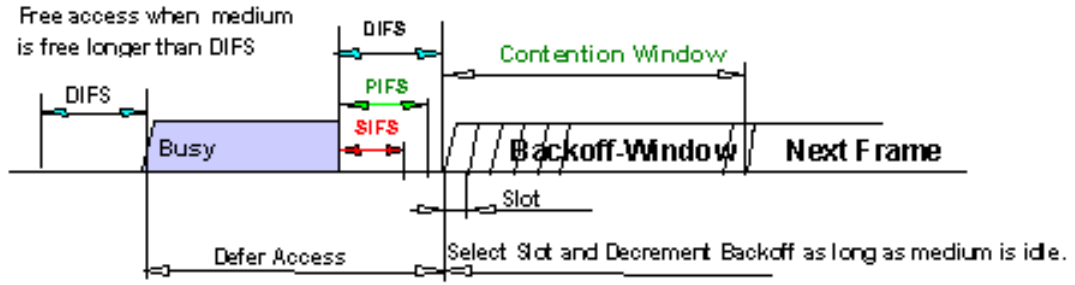 Free access when medium
is free longer than DIFS
DIFS
DIFS
Contention Window
PIFS
SIFS
Busy
Backoff-Window
Next Frame
Slot
Defer Access
Select Slot and Decrement Backoff as long as medium is idle.